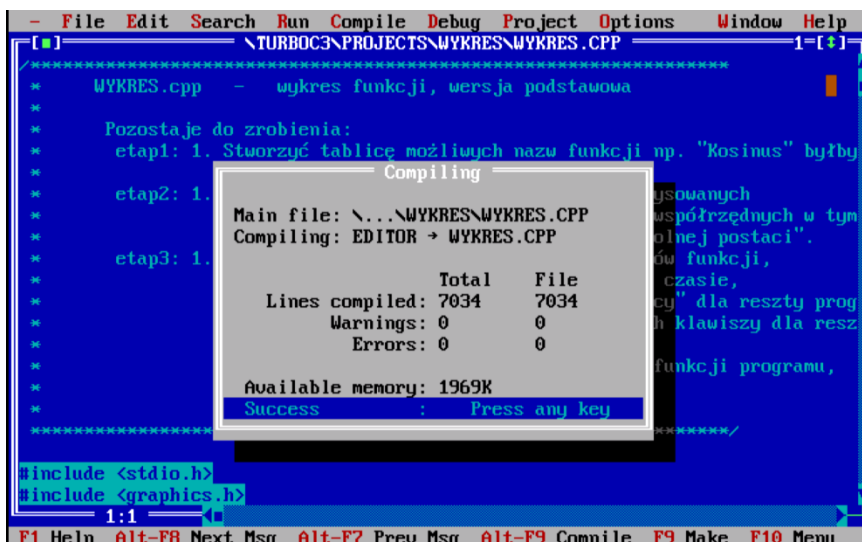 - File Edit Search Run Compile Debug Project Options Window Help
[■] \TURBOC3\PROJECTS\WYKRES\WYKRES.CPP 1=[↕]
/*******************************************************************
* WYKRES.cpp - wykres funkcji, wersja podstawowa
*
* Pozostaje do zrobienia:
* etap1: 1. Stworzyć tablicę możliwych nazw funkcji np. "Kosinus" byłby
*
* etap2: 1. ysowanych
* współrzędnych w tym
* olnej postaci".
* etap3: 1. ów funkcji,
* czasie,
* cy" dla reszty prog
* h klawiszy dla resz
*
* funkcji programu,
*
*
*******************************************************************/
Compiling
Main file: \...\WYKRES\WYKRES.CPP
Compiling: EDITOR → WYKRES.CPP
Total File
Lines compiled: 7034 7034
Warnings: 0 0
Errors: 0 0
Available memory: 1969K
Success : Press any key
#include <stdio.h>
#include <graphics.h>
1:1
F1 Help Alt-F8 Next Msg Alt-F7 Prev Msg Alt-F9 Compile F9 Make F10 Menu